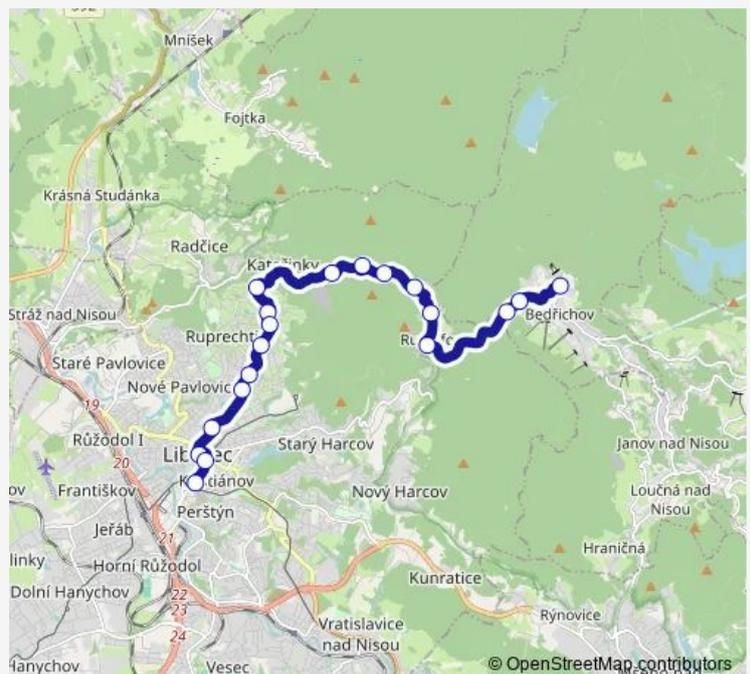 Mníšek
Fojtka
Krásná Studánka
Radčice
Stráž nad Nisou
Bedřichov
Staré Pavlovice
Nové Pavlovic
19
Růžodol I
20
Starý Harcov
Janov nad Nisou
Františkov
Nový Harcov
Loučná nad
Nisou
Perštýn
Jeřáb
21
Hraničná
linky
Horní Růžodol
Kunratice
Dolní Hanychov
22
23
Rýnovice
24
Vratislavice
nad Nisou
Vesec
© OpenStreetMap contributors